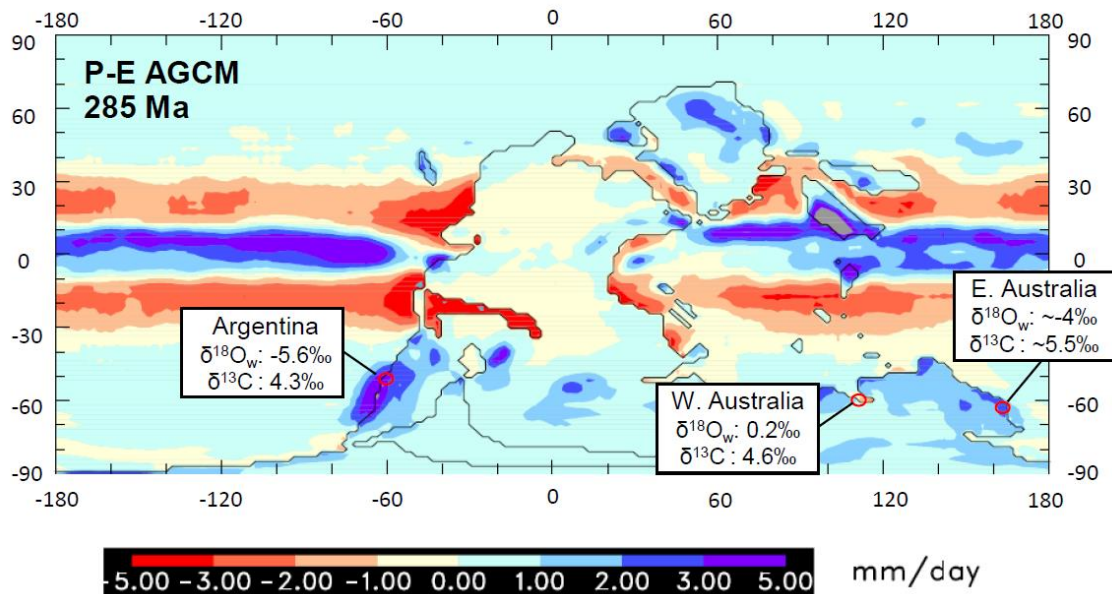 -180 -120 -60 0 60 120 180
90 90
P-E AGCM
285 Ma
60 60
30 30
0 0
E. Australia
δ¹⁸Ow: ~-4‰
δ¹³C : ~5.5‰
-30 -30
Argentina
δ¹⁸Ow: -5.6‰
δ¹³C : 4.3‰
-60 -60
W. Australia
δ¹⁸Ow: 0.2‰
δ¹³C : 4.6‰
-90 -90
-180 -120 -60 0 60 120 180
-5.00 -3.00 -2.00 -1.00 0.00 1.00 2.00 3.00 5.00 mm/day